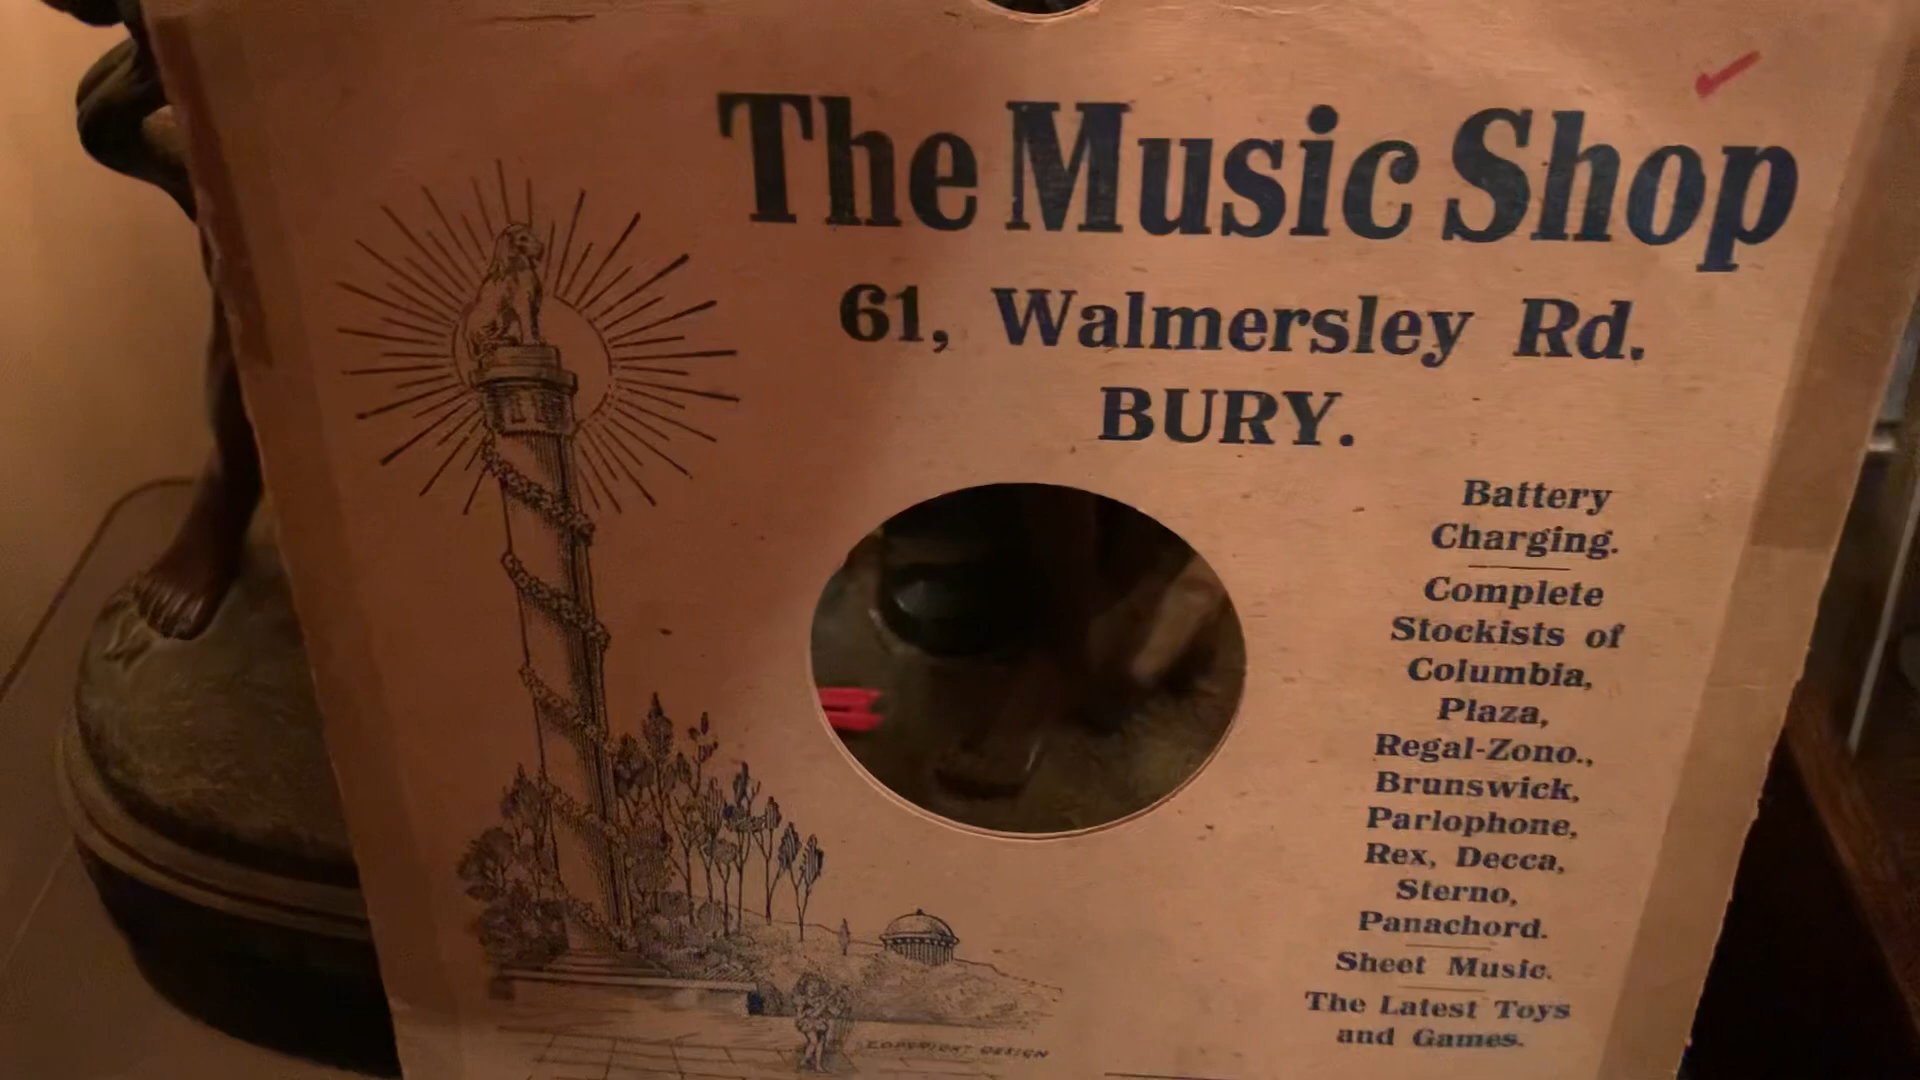 The Music Shop
61, Walmersley Rd.
BURY.
Battery
Charging.
Complete
Stockists of
Columbia,
Plaza,
Regal-Zono.,
Brunswick,
Parlophone,
Rex, Decca,
Sterno,
Panachord.
Sheet Music.
The Latest Toys
and Games.
COPYRIGHT DESIGN